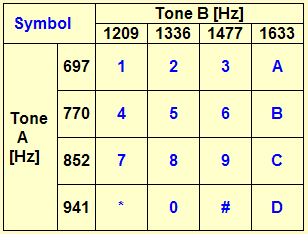 Symbol Tone B [Hz]
1209 1336 1477 1633
Tone A [Hz]
697 1 2 3 A
770 4 5 6 B
852 7 8 9 C
941 * 0 # D